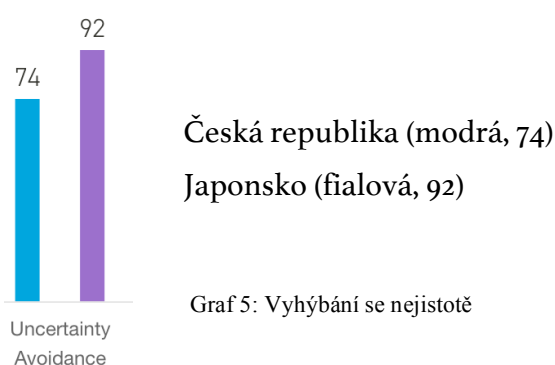 92
74
Česká republika (modrá, 74)
Japonsko (fialová, 92)
Graf 5: Vyhýbání se nejistotě
Uncertainty
Avoidance